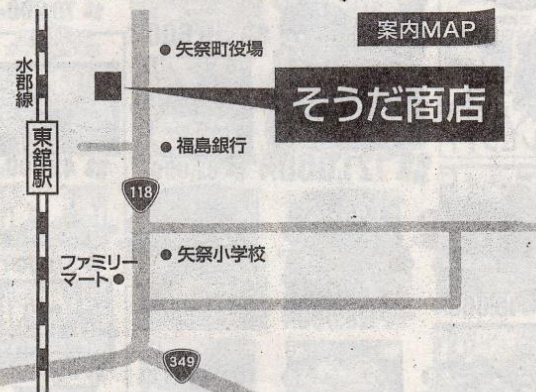 案内MAP
矢祭町役場
水郡線
そうだ商店
東舘駅
福島銀行
118
ファミリー
マート
矢祭小学校
349